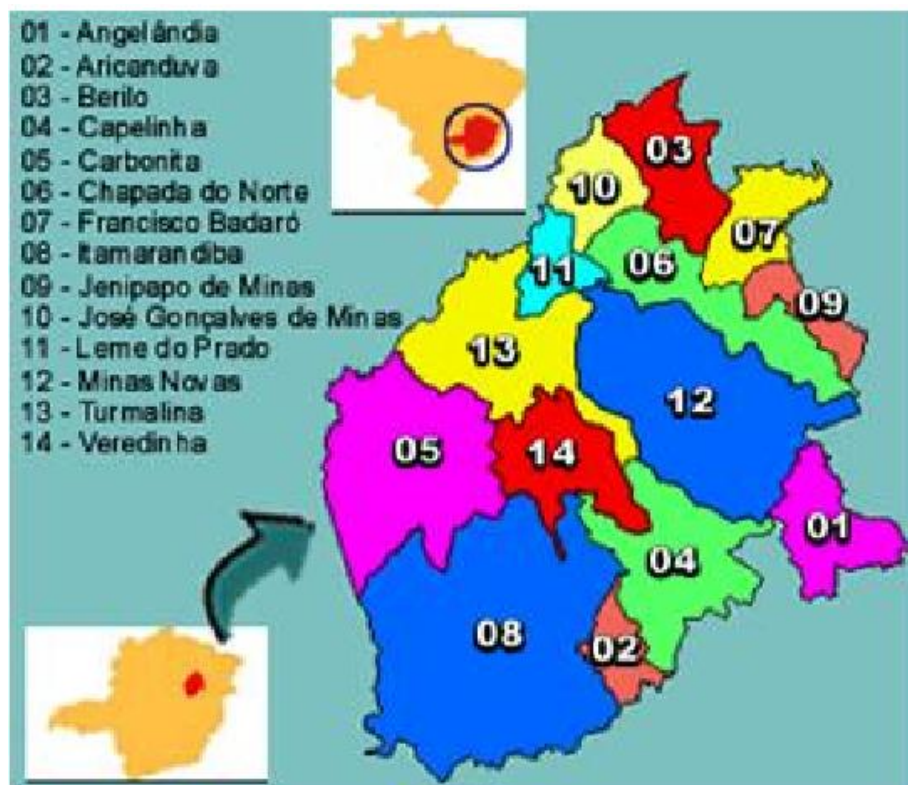 01 - Angelândia
02 - Aricanduva
03 - Berilo
04 - Capelinha
05 - Carbonita
06 - Chapada do Norte
07 - Francisco Badaró
08 - Itamarandiba
09 - Jenipapo de Minas
10 - José Gonçalves de Minas
11 - Leme do Prado
12 - Minas Novas
13 - Turmalina
14 - Veredinha
03
10
07
06
11
09
13
12
05
14
01
04
08
02